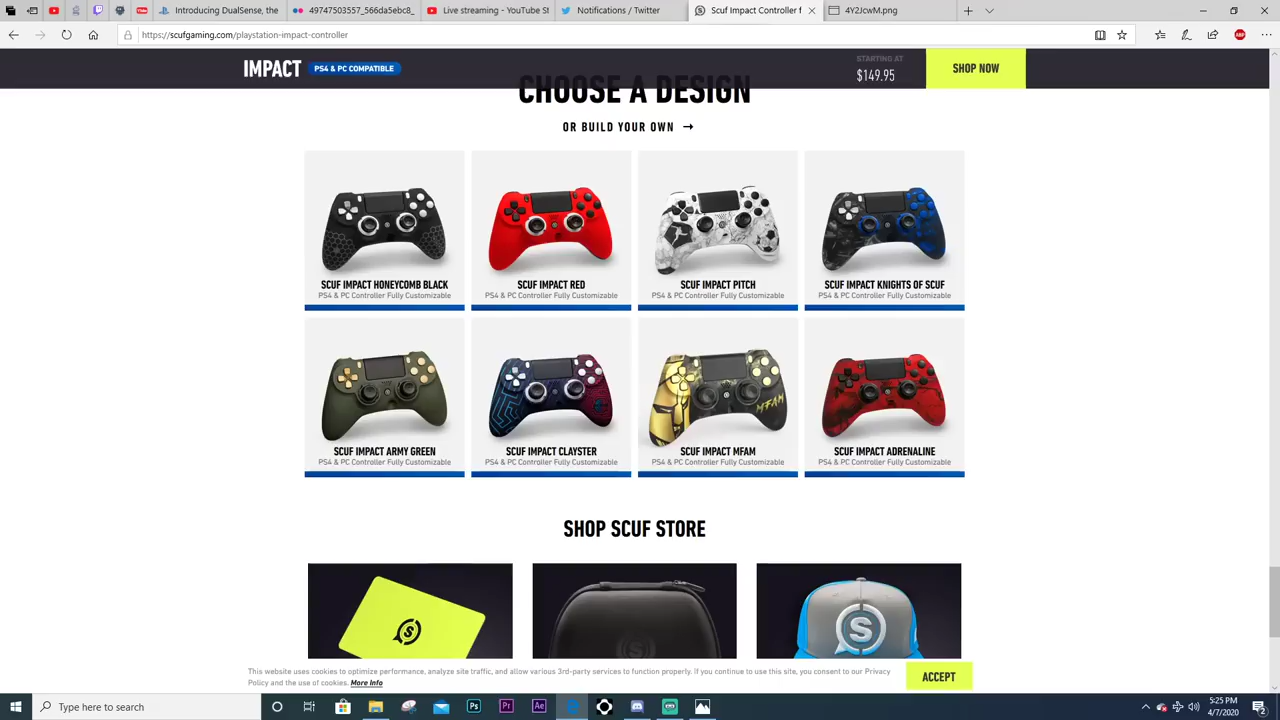 Introducing DualSense, the new
4975403557_566da5ebc8_
Live Streaming - YouTube St
Notifications / Twitter
Scuf Impact Controller f
4Y2JcwM.png
https://scufgaming.com/playstation-impact-controller
IMPACT PS4 & PC COMPATIBLE
STARTING AT
$149.95
SHOP NOW
CHOOSE A DESIGN
OR BUILD YOUR OWN →
SCUF IMPACT HONEYCOMB BLACK
PS4 & PC Controller Fully Customizable
SCUF IMPACT RED
PS4 & PC Controller Fully Customizable
SCUF IMPACT PITCH
PS4 & PC Controller Fully Customizable
SCUF IMPACT KNIGHTS OF SCUF
PS4 & PC Controller Fully Customizable
MFAM
SCUF IMPACT ARMY GREEN
PS4 & PC Controller Fully Customizable
SCUF IMPACT CLAYSTER
PS4 & PC Controller Fully Customizable
SCUF IMPACT MFAM
PS4 & PC Controller Fully Customizable
SCUF IMPACT ADRENALINE
PS4 & PC Controller Fully Customizable
SHOP SCUF STORE
This website uses cookies to optimize performance, analyze site traffic, and allow various 3rd-party services to function properly. If you continue to use this site, you consent to our Privacy
Policy and the use of cookies. More Info
ACCEPT
Type here to search
Ps
Pr
Ae
5:25 PM
4/7/2020
2